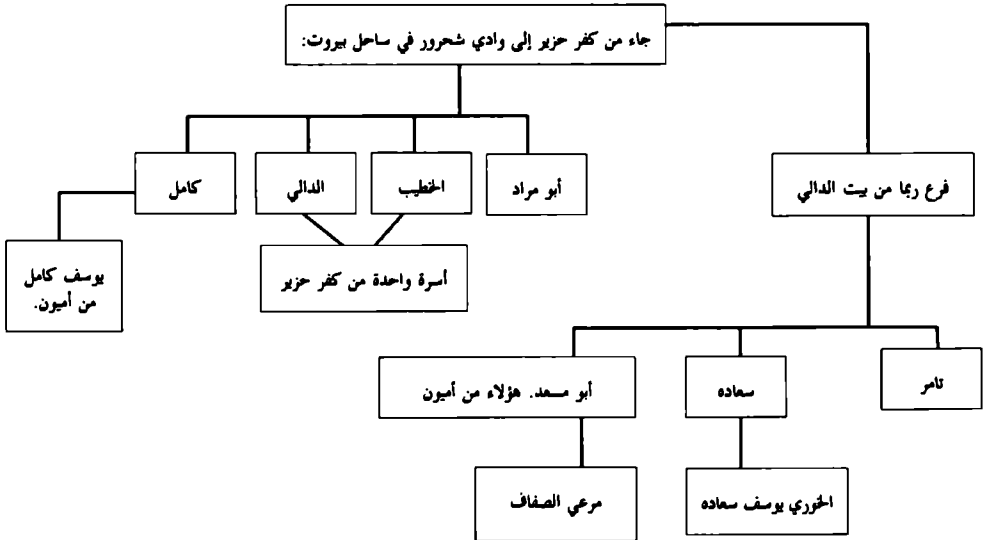 جاء من كفر حزير إلى وادي شحرور في ساحل بيروت:
فرع ربما من بيت الدالي
أبو مراد
الخطيب
الدالي
كامل
أسرة واحدة من كفر حزير
يوسف كامل
من أميون.
تامر
سعاده
أبو مسعد. هؤلاء من أميون
الخوري يوسف سعاده
مرعي الصفاف